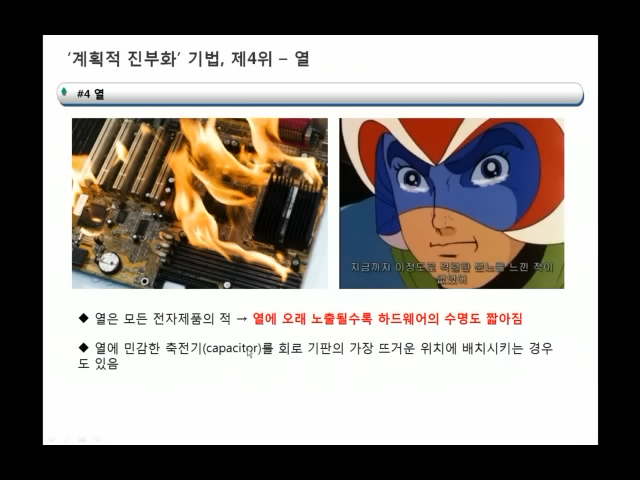 ‘계획적 진부화’ 기법, 제4위 – 열
#4 열
지금까지 이정도로 격렬한 분노를 느낀 적이
없었어
◆ 열은 모든 전자제품의 적 → 열에 오래 노출될수록 하드웨어의 수명도 짧아짐
◆ 열에 민감한 축전기(capacitor)를 회로 기판의 가장 뜨거운 위치에 배치시키는 경우
도 있음